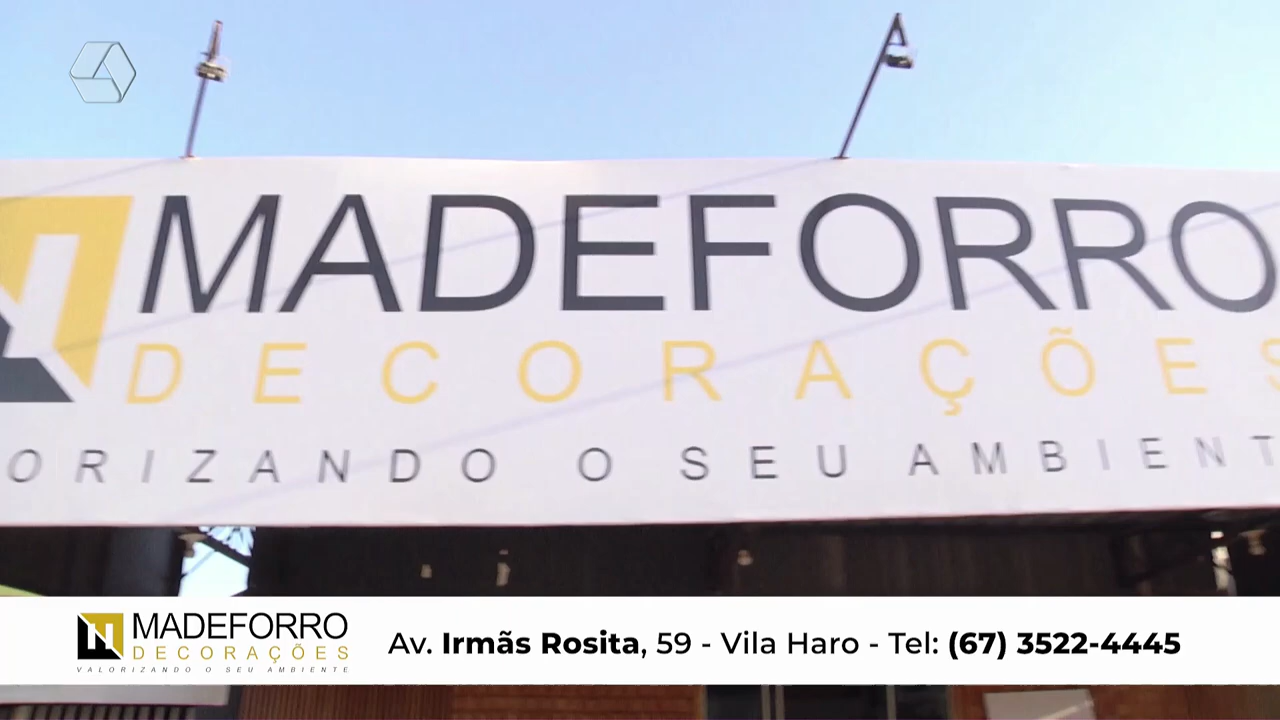 MADEFORRO
DECORAÇÕES
ORIZANDO O SEU AMBIENT
MADEFORRO
DECORAÇÕES
VALORIZANDO O SEU AMBIENTE
Av. Irmãs Rosita, 59 - Vila Haro - Tel: (67) 3522-4445